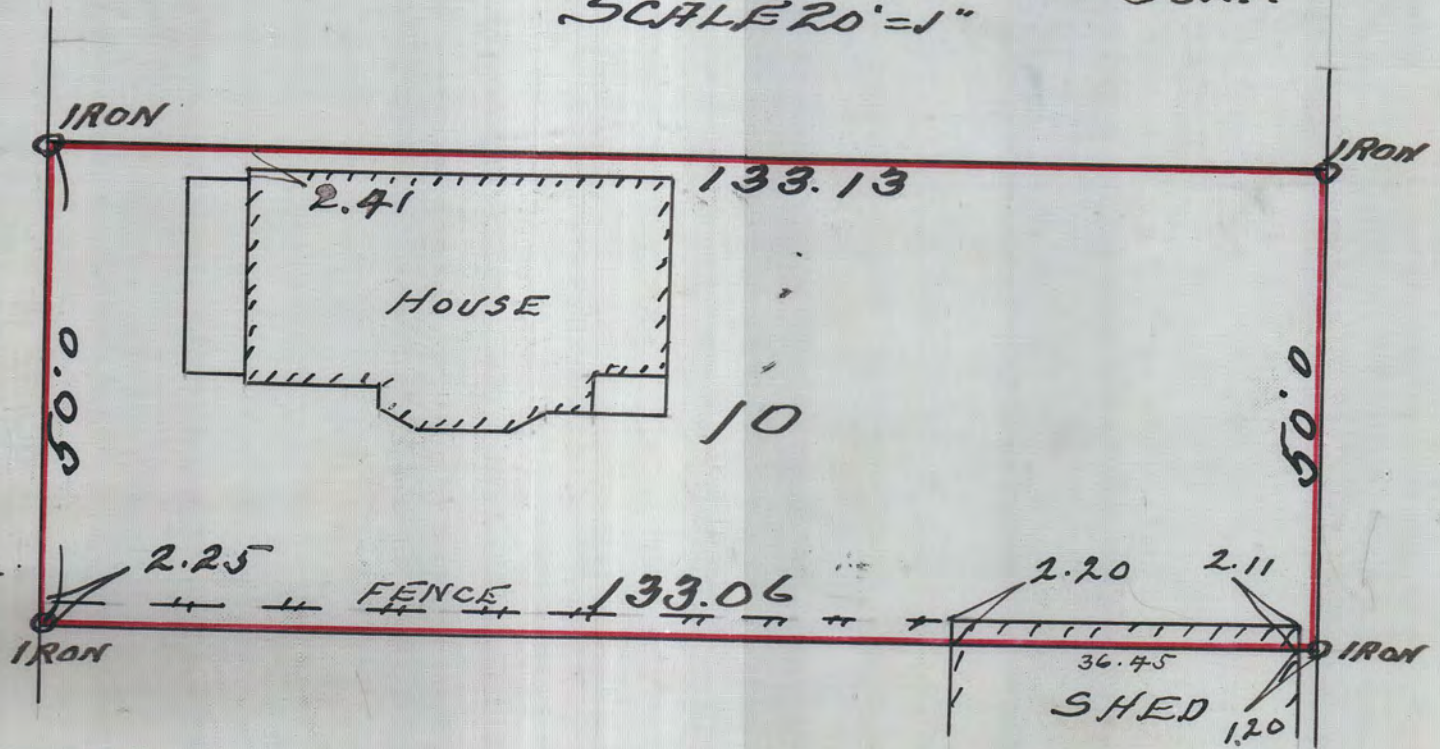 SCALE 20'=1"
IRON
IRON
133.13
2.41
HOUSE
50.0
10
50.0
2.25
FENCE 133.06
2.20
2.11
IRON
36.45
IRON
SHED
1.20